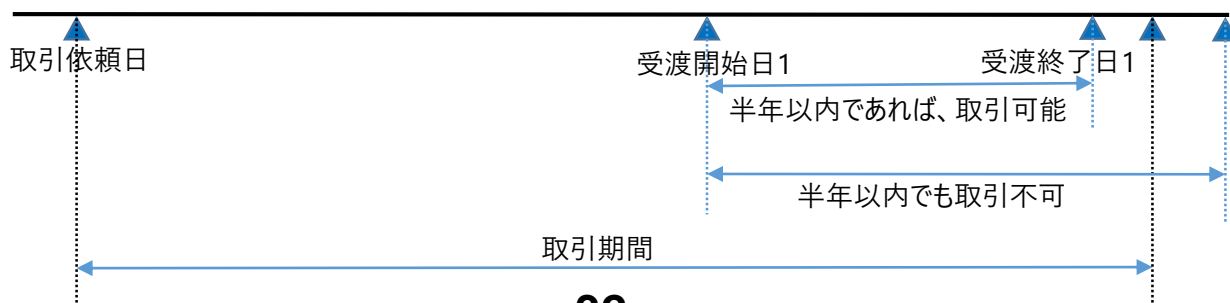 取引依頼日
受渡開始日1
受渡終了日1
半年以内であれば、取引可能
半年以内でも取引不可
取引期間